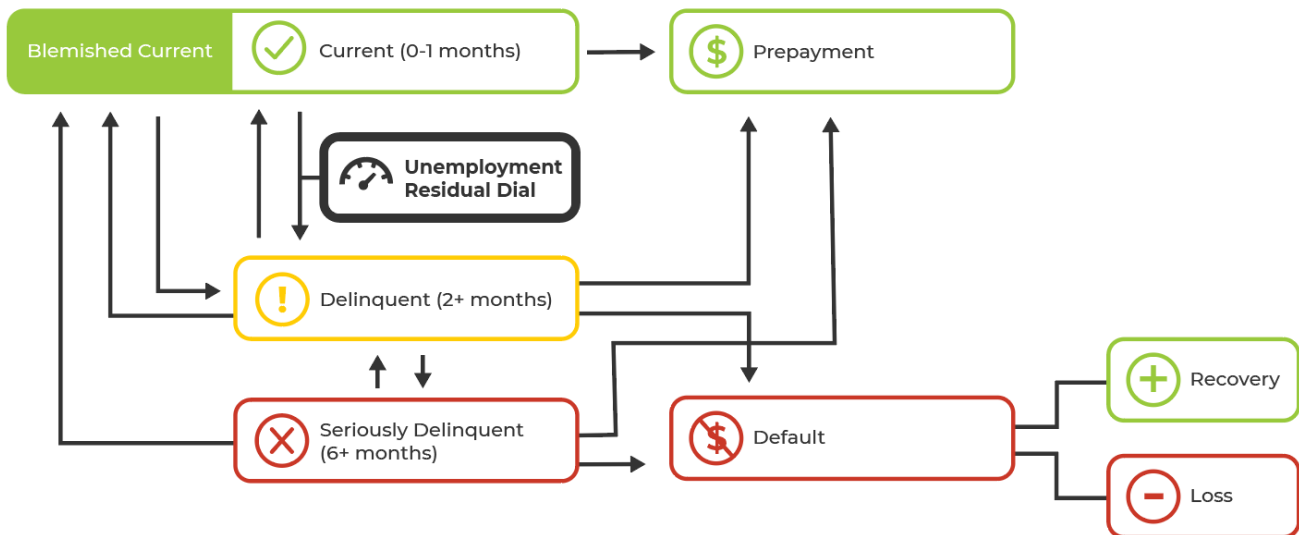 Blemished Current
Current (0-1 months)
Prepayment
Unemployment
Residual Dial
Delinquent (2+ months)
Seriously Delinquent
(6+ months)
Default
Recovery
Loss